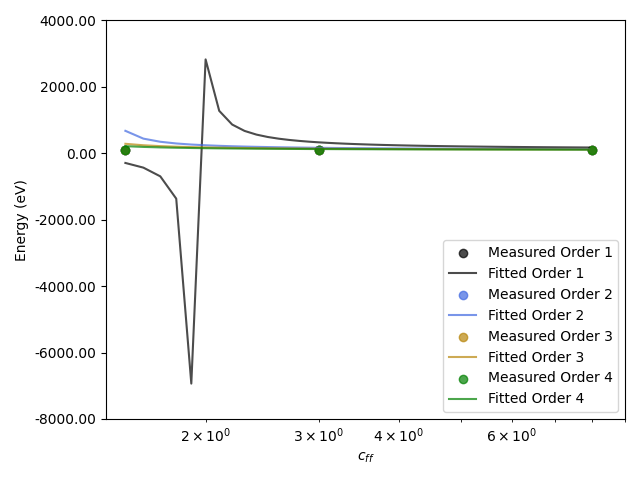 4000.00
2000.00
0.00
-2000.00
-4000.00
-6000.00
-8000.00
Energy (eV)
Measured Order 1
Fitted Order 1
Measured Order 2
Fitted Order 2
Measured Order 3
Fitted Order 3
Measured Order 4
Fitted Order 4
2 × 10⁰ 3 × 10⁰ 4 × 10⁰ 6 × 10⁰
c_ff